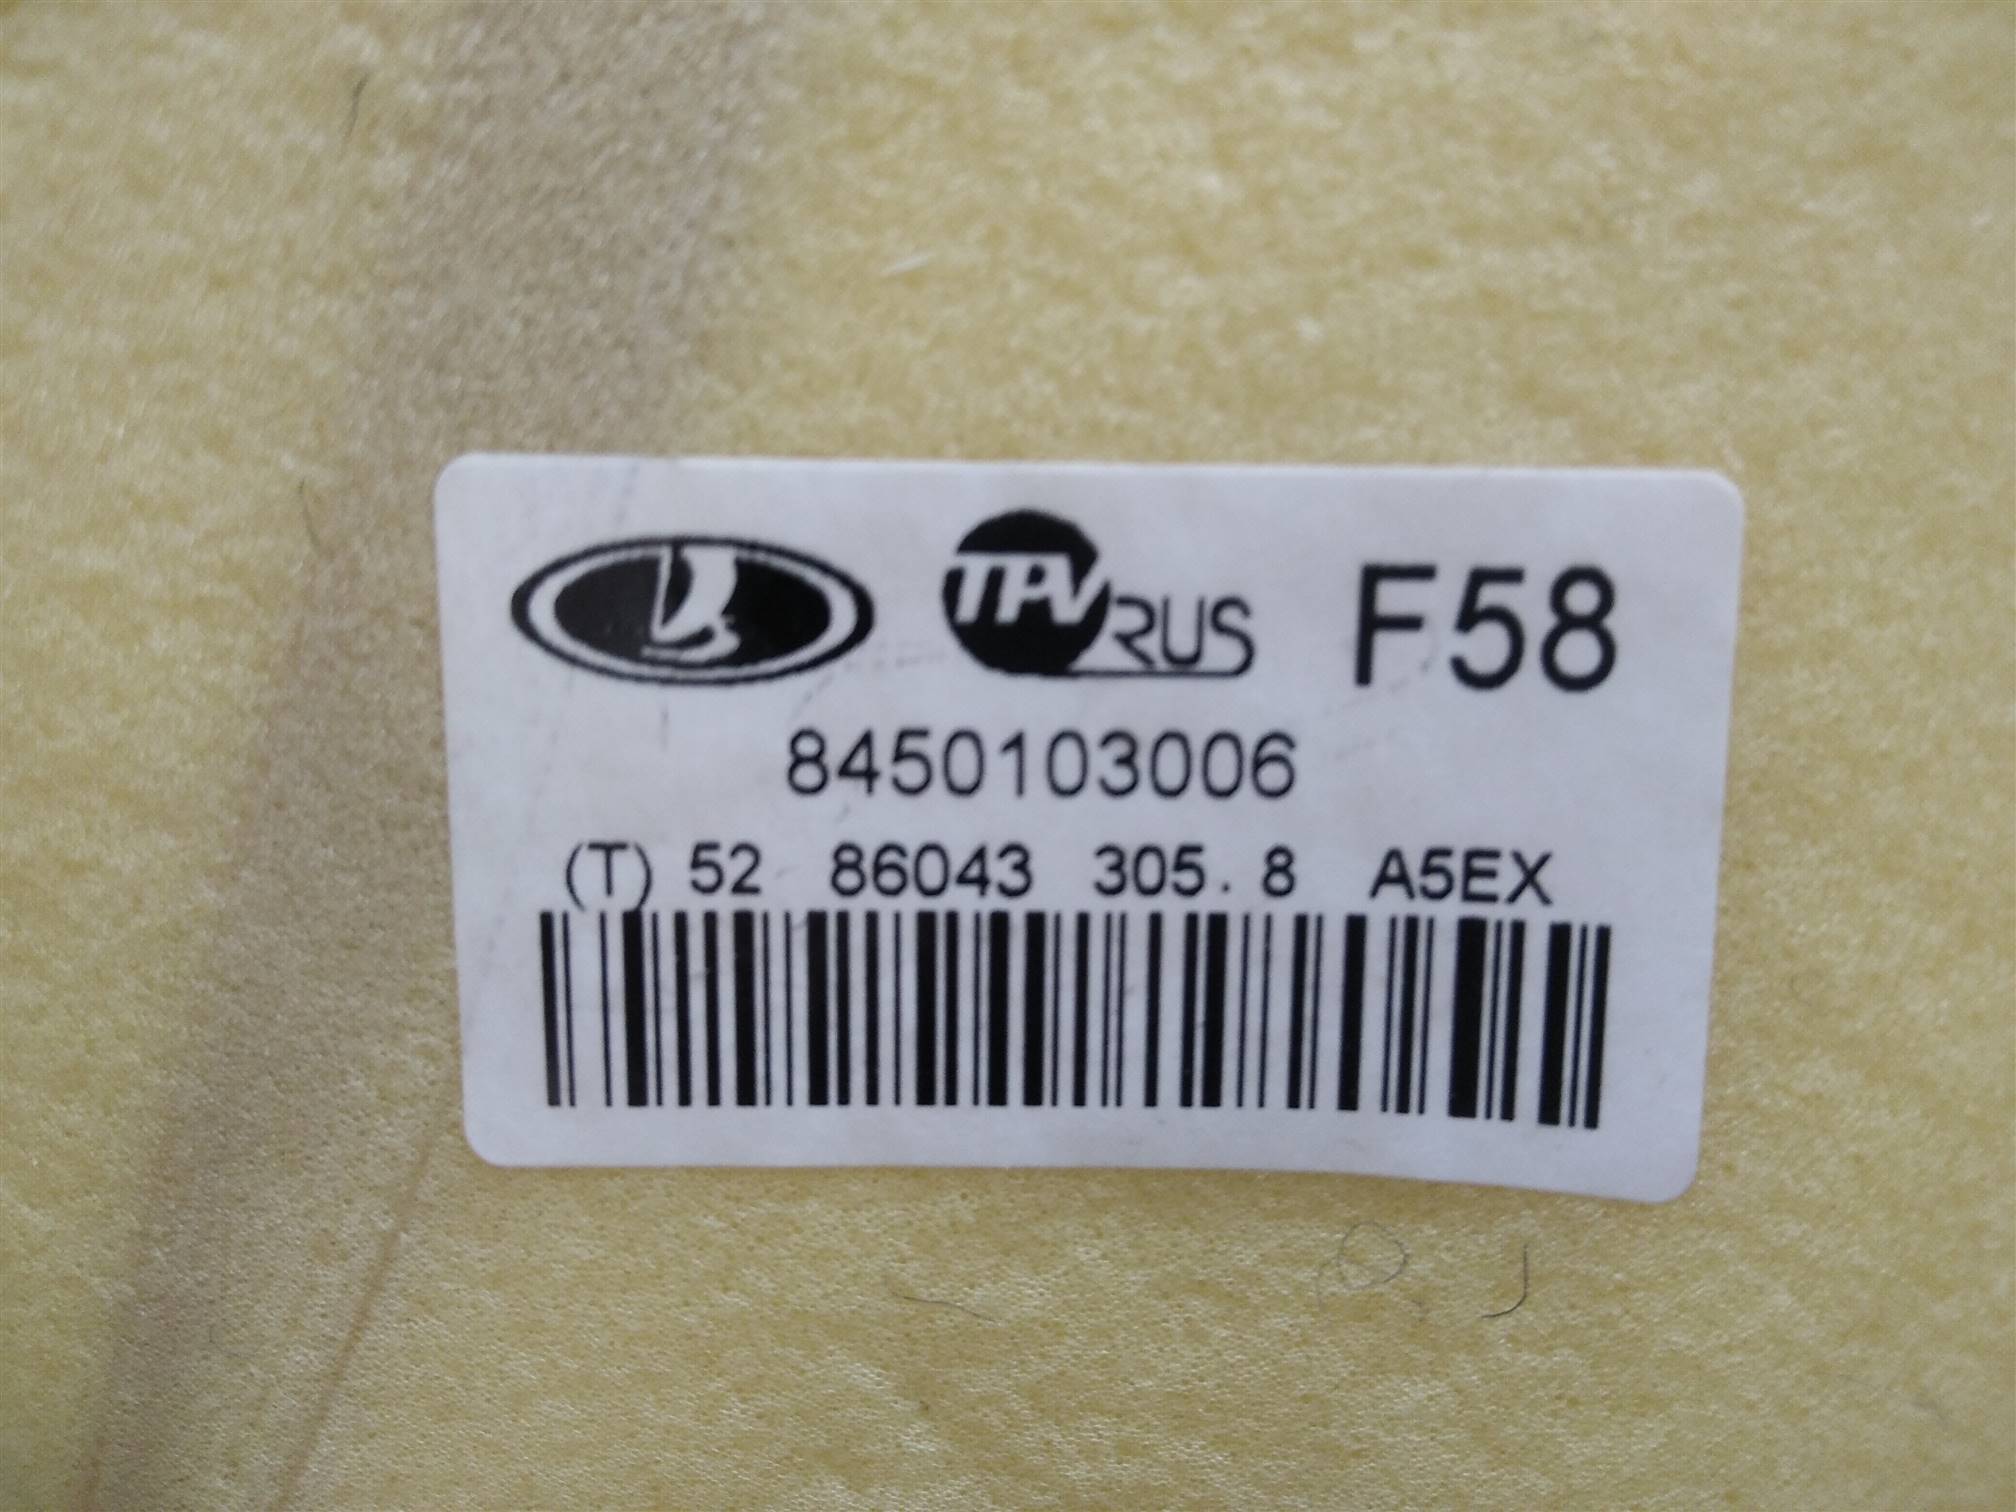 TPV RUS F58
8450103006
(T) 52 86043 305.8 A5EX